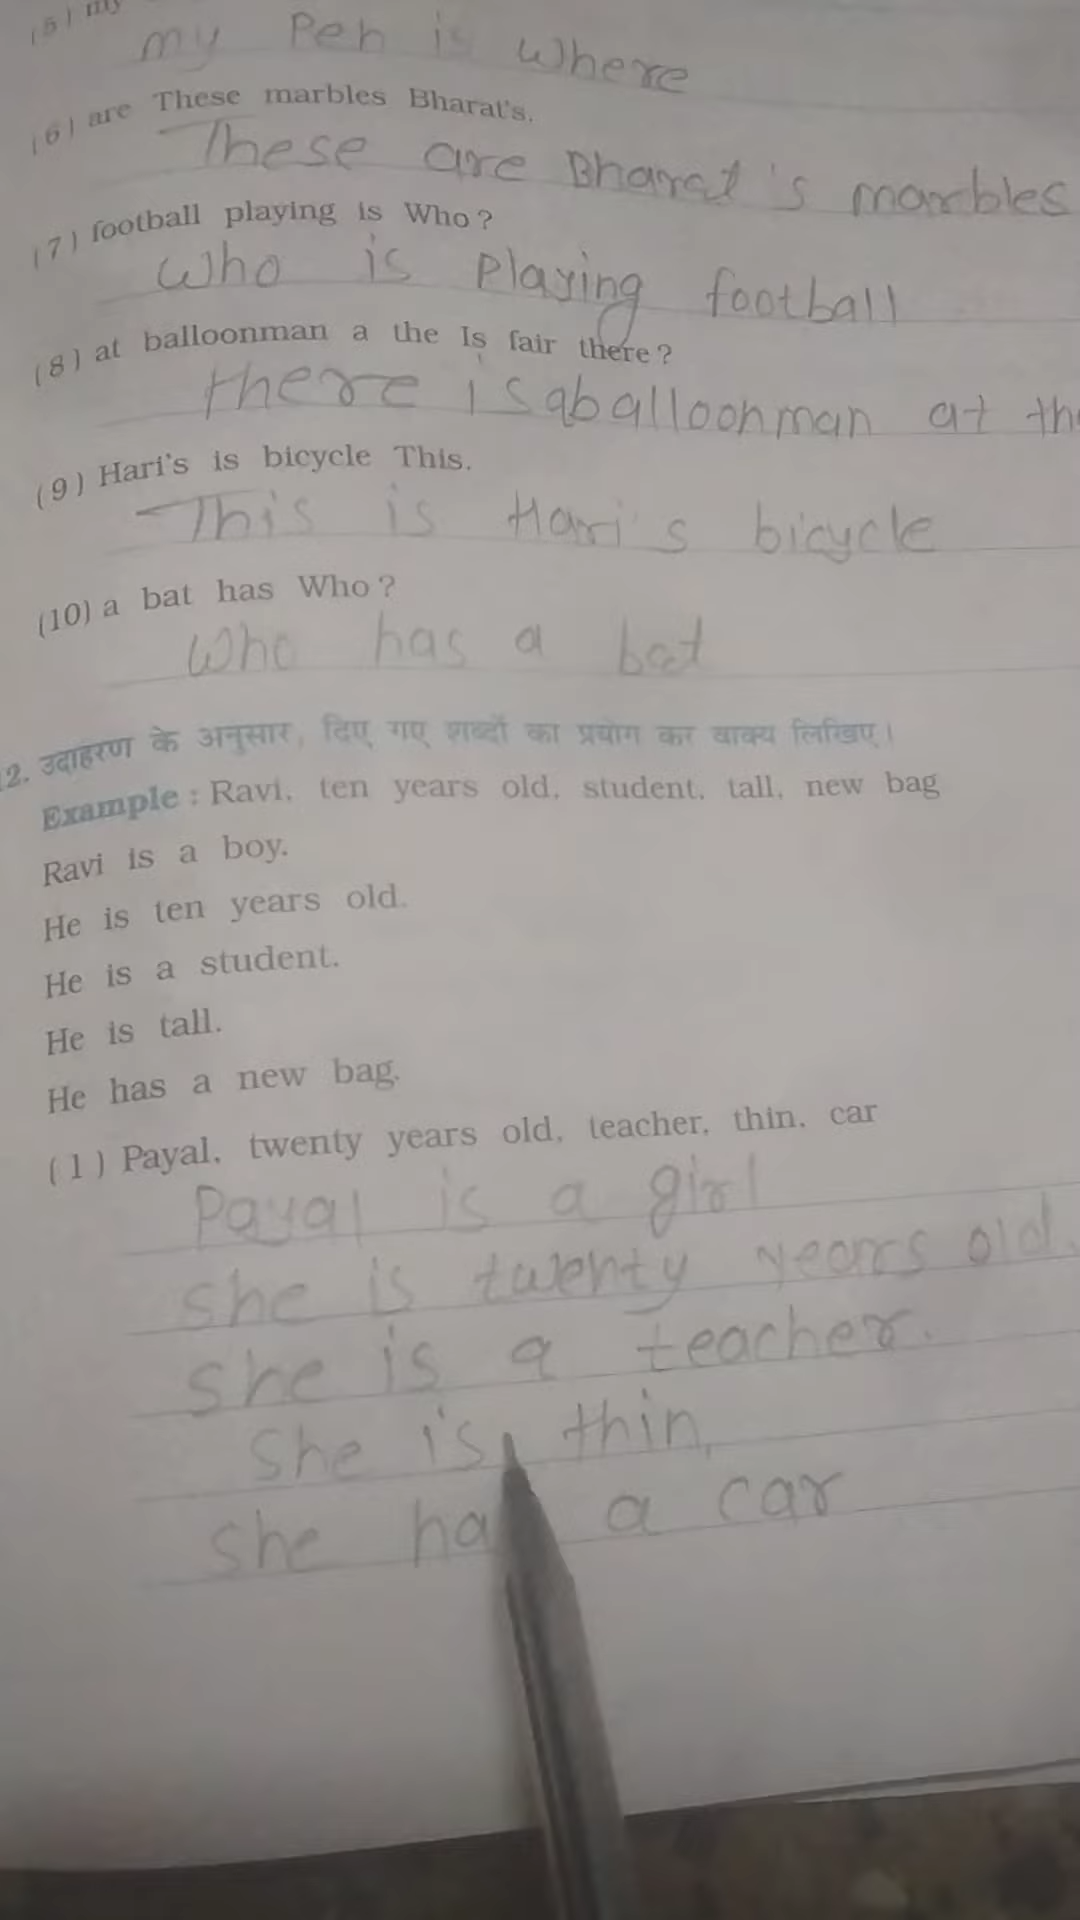 (5) my
my Pen is where
(6) are These marbles Bharat's.
These are Bharat's marbles
(7) football playing is Who?
who is Playing football
(8) at balloonman a the Is fair there?
there is a balloonman at the
(9) Hari's is bicycle This.
This is Hari's bicycle
(10) a bat has Who?
who has a bat
2. उदाहरण के अनुसार, दिए गए शब्दों का प्रयोग कर वाक्य लिखिए।
Example : Ravi, ten years old, student, tall, new bag
Ravi is a boy.
He is ten years old.
He is a student.
He is tall.
He has a new bag.
(1) Payal, twenty years old, teacher, thin, car
Payal is a girl
she is twenty years old.
she is a teacher.
She is thin,
she ha a car